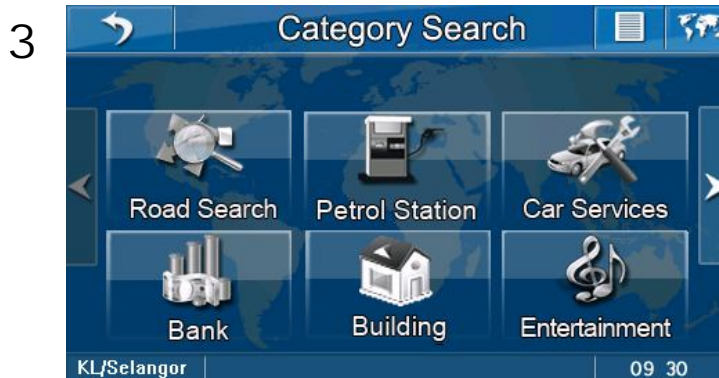 3
Category Search
Road Search
Petrol Station
Car Services
Bank
Building
Entertainment
KL/Selangor
09 30